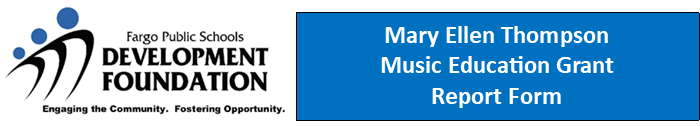 Fargo Public Schools
DEVELOPMENT
FOUNDATION
Engaging the Community.  Fostering Opportunity.
Mary Ellen Thompson
Music Education Grant
Report Form